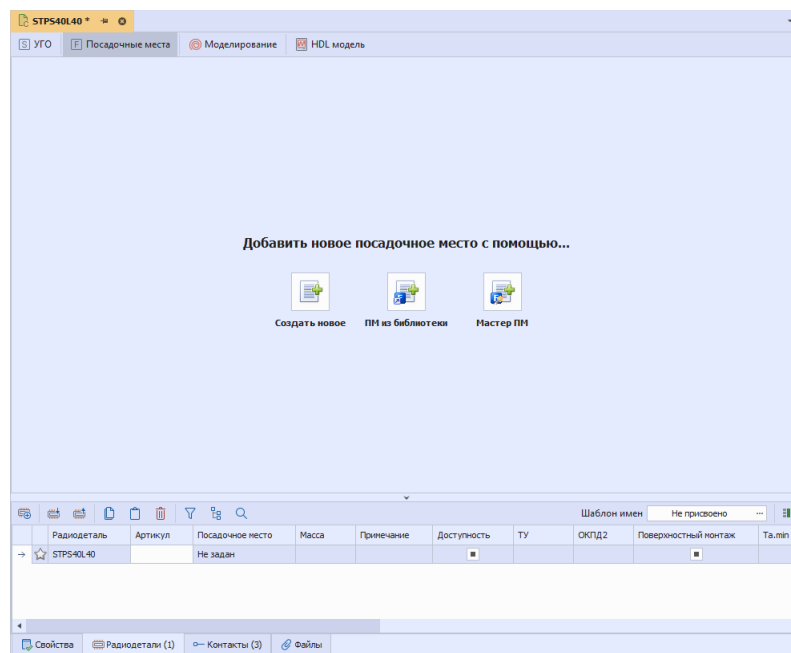 STPS40L40 *
УГО Посадочные места Моделирование HDL модель
Добавить новое посадочное место с помощью...
Создать новое ПМ из библиотеки Мастер ПМ
Шаблон имен Не присвоено ...
Радиодеталь Артикул Посадочное место Масса Примечание Доступность ТУ ОКПД2 Поверхностный монтаж Ta.min
STPS40L40 Не задан
Свойства Радиодетали (1) Контакты (3) Файлы